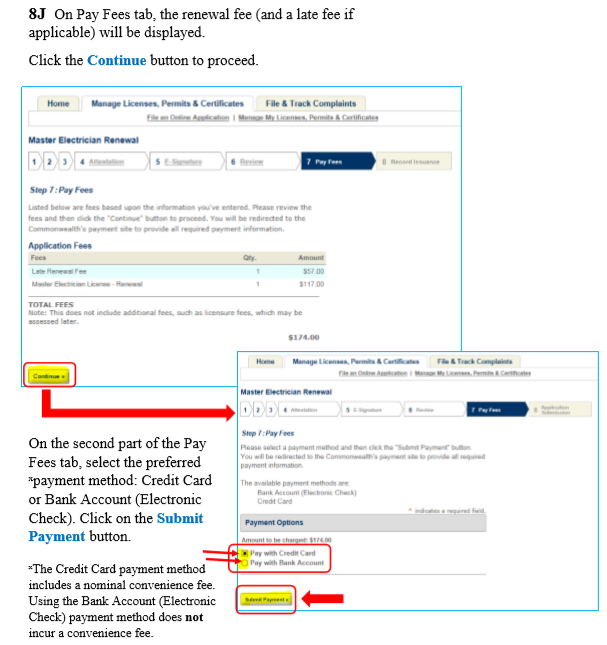 8J On Pay Fees tab, the renewal fee (and a late fee if
applicable) will be displayed.
Click the Continue button to proceed.
Home Manage Licenses, Permits & Certificates File & Track Complaints
File an Online Application | Manage My Licenses, Permits & Certificates
Master Electrician Renewal
1 2 3 4 Attestation 5 E-Signature 6 Review 7 Pay Fees 8 Record Issuance
Step 7: Pay Fees
Listed below are fees based upon the information you've entered. Please review the
fees and then click the "Continue" button to proceed. You will be redirected to the
Commonwealth's payment site to provide all required payment information.
Application Fees
Fees Qty. Amount
Late Renewal Fee 1 $57.00
Master Electrician License - Renewal 1 $117.00
TOTAL FEES
Note: This does not include additional fees, such as licensure fees, which may be
assessed later.
$174.00
Continue »
Home Manage Licenses, Permits & Certificates File & Track Complaints
File an Online Application | Manage My Licenses, Permits & Certificates
Master Electrician Renewal
1 2 3 4 Attestation 5 E-Signature 6 Review 7 Pay Fees 8 Application
Submission
Step 7: Pay Fees
Please select a payment method and then click the "Submit Payment" button.
You will be redirected to the Commonwealth's payment site to provide all required
payment information.
The available payment methods are:
Bank Account (Electronic Check)
Credit Card
* indicates a required field.
Payment Options
Amount to be charged: $174.00
Pay with Credit Card
Pay with Bank Account
Submit Payment »
On the second part of the Pay
Fees tab, select the preferred
*payment method: Credit Card
or Bank Account (Electronic
Check). Click on the Submit
Payment button.
*The Credit Card payment method
includes a nominal convenience fee.
Using the Bank Account (Electronic
Check) payment method does not
incur a convenience fee.